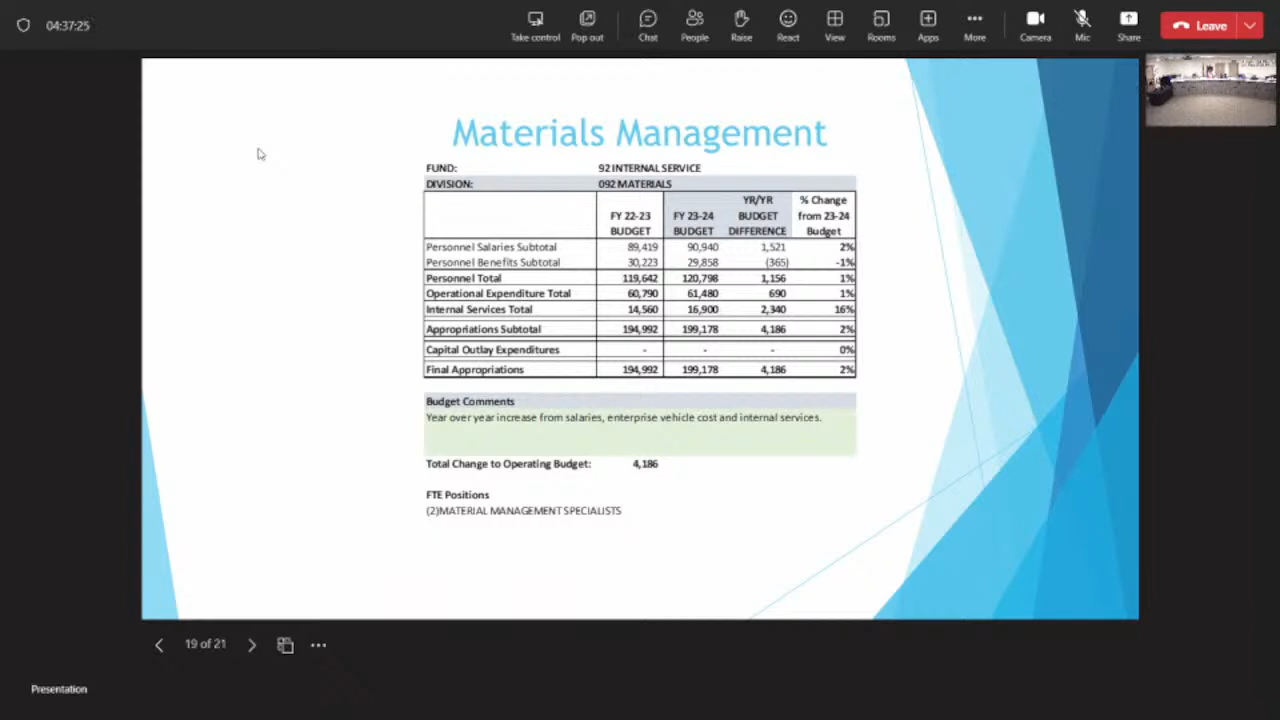 04:37:25
Take control Pop out Chat People Raise React View Rooms Apps More Camera Mic Share Leave
Materials Management
FUND: 92 INTERNAL SERVICE
DIVISION: 092 MATERIALS
FY 22-23 BUDGET FY 23-24 BUDGET YR/YR BUDGET DIFFERENCE % Change from 23-24 Budget
Personnel Salaries Subtotal 89,419 90,940 1,521 2%
Personnel Benefits Subtotal 30,223 29,858 (365) -1%
Personnel Total 119,642 120,798 1,156 1%
Operational Expenditure Total 60,790 61,480 690 1%
Internal Services Total 14,560 16,900 2,340 16%
Appropriations Subtotal 194,992 199,178 4,186 2%
Capital Outlay Expenditures - - - 0%
Final Appropriations 194,992 199,178 4,186 2%
Budget Comments
Year over year increase from salaries, enterprise vehicle cost and internal services.
Total Change to Operating Budget: 4,186
FTE Positions
(2)MATERIAL MANAGEMENT SPECIALISTS
19 of 21
Presentation